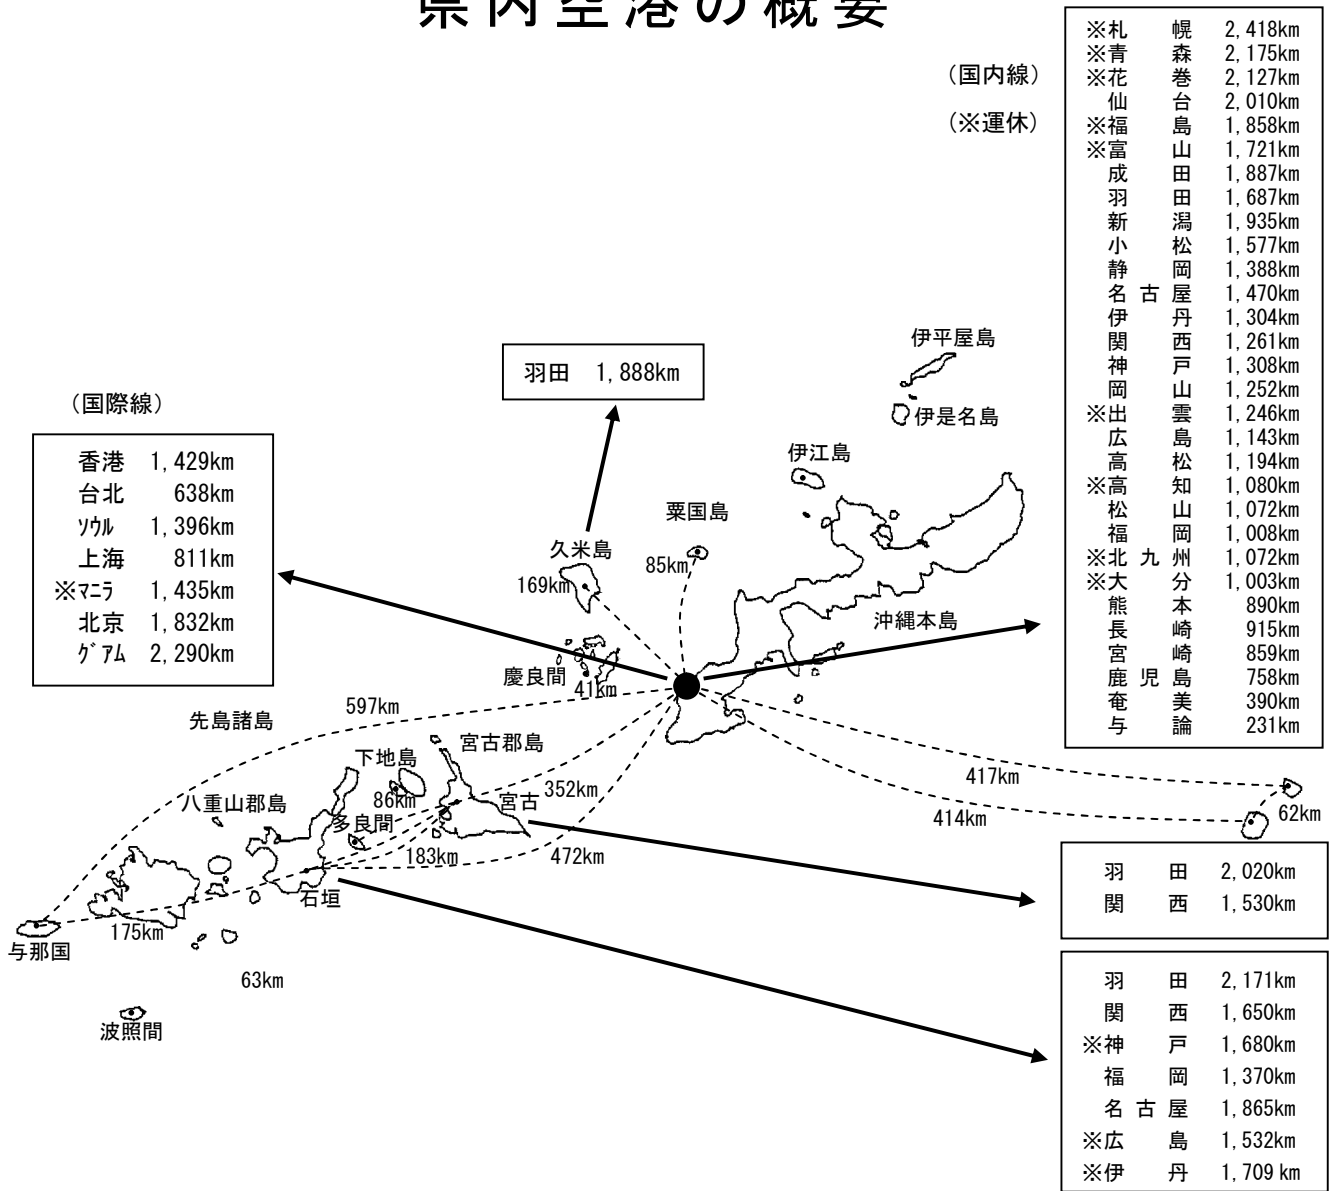 県内空港の概要
(国内線)
(※運休)
※札幌 2,418km
※青森 2,175km
※花巻 2,127km
仙台 2,010km
※福島 1,858km
※富山 1,721km
成田 1,887km
羽田 1,687km
新潟 1,935km
小松 1,577km
静岡 1,388km
名古屋 1,470km
伊丹 1,304km
関西 1,261km
神戸 1,308km
岡山 1,252km
※出雲 1,246km
広島 1,143km
高松 1,194km
※高知 1,080km
松山 1,072km
福岡 1,008km
※北九州 1,072km
※大分 1,003km
熊本 890km
長崎 915km
宮崎 859km
鹿児島 758km
奄美 390km
与論 231km
羽田 1,888km
(国際線)
香港 1,429km
台北 638km
ソウル 1,396km
上海 811km
※マニラ 1,435km
北京 1,832km
グアム 2,290km
伊平屋島
伊是名島
伊江島
粟国島
久米島
85km
169km
沖縄本島
慶良間
41km
597km
先島諸島
宮古郡島
下地島
352km
86km
宮古
八重山郡島
多良間
183km
472km
417km
414km
62km
石垣
175km
与那国
63km
波照間
羽田 2,020km
関西 1,530km
羽田 2,171km
関西 1,650km
※神戸 1,680km
福岡 1,370km
名古屋 1,865km
※広島 1,532km
※伊丹 1,709 km